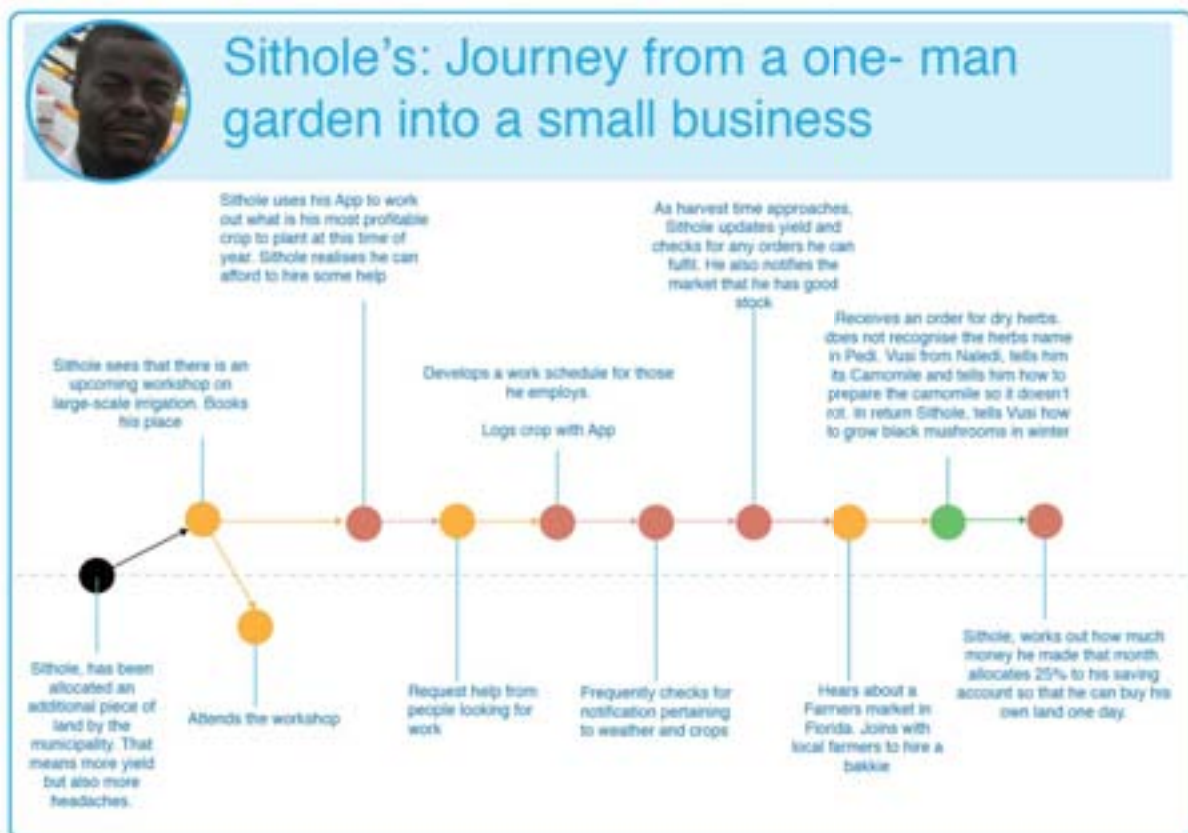 Sithole's: Journey from a one- man
garden into a small business
Sithole uses his App to work
out what is his most profitable
crop to plant at this time of
year. Sithole realises he can
afford to hire some help
As harvest time approaches,
Sithole updates yield and
checks for any orders he can
fulfil. He also notifies the
market that he has good
stock
Receives an order for dry herbs.
does not recognise the herbs name
in Pedi. Vusi from Naledi, tells him
its Camomile and tells him how to
prepare the camomile so it doesn't
rot. In return Sithole, tells Vusi how
to grow black mushrooms in winter
Sithole sees that there is an
upcoming workshop on
large-scale irrigation. Books
his place
Develops a work schedule for those
he employs.
Logs crop with App
Sithole, has been
allocated an
additional piece of
land by the
municipality. That
means more yield
but also more
headaches.
Attends the workshop
Request help from
people looking for
work
Frequently checks for
notification pertaining
to weather and crops
Hears about a
Farmers market in
Florida. Joins with
local farmers to hire a
bakkie
Sithole, works out how much
money he made that month.
allocates 25% to his saving
account so that he can buy his
own land one day.